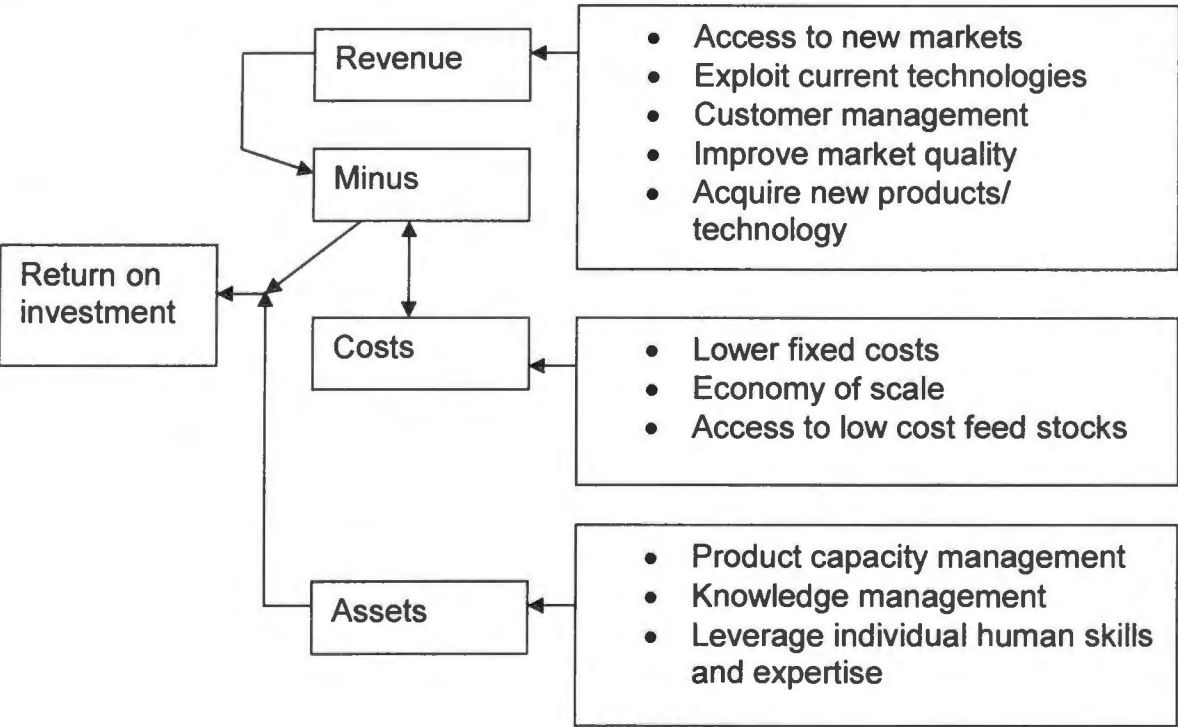 Revenue
• Access to new markets
• Exploit current technologies
• Customer management
• Improve market quality
• Acquire new products/
technology
Minus
Return on
investment
Costs
• Lower fixed costs
• Economy of scale
• Access to low cost feed stocks
Assets
• Product capacity management
• Knowledge management
• Leverage individual human skills
and expertise